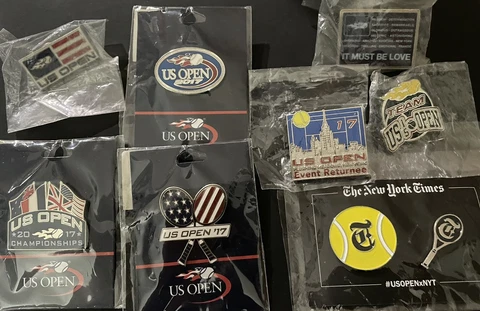 US OPEN
US OPEN
2017
US OPEN
IT MUST BE LOVE
'17
US OPEN
Event Returnee
TEAM
US OPEN
US OPEN
20 17
CHAMPIONSHIPS
US OPEN
US OPEN '17
US OPEN
The New York Times
T
T
#USOPENxNYT